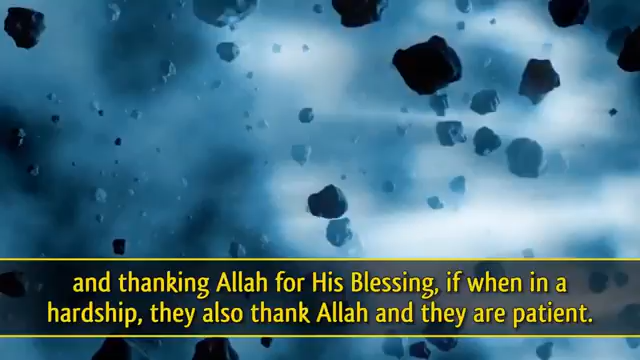 and thanking Allah for His Blessing, if when in a
hardship, they also thank Allah and they are patient.